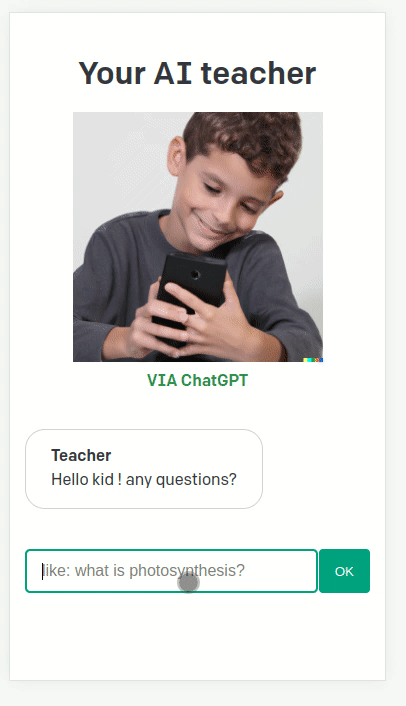 Your AI teacher
VIA ChatGPT
Teacher
Hello kid ! any questions?
like: what is photosynthesis?
OK